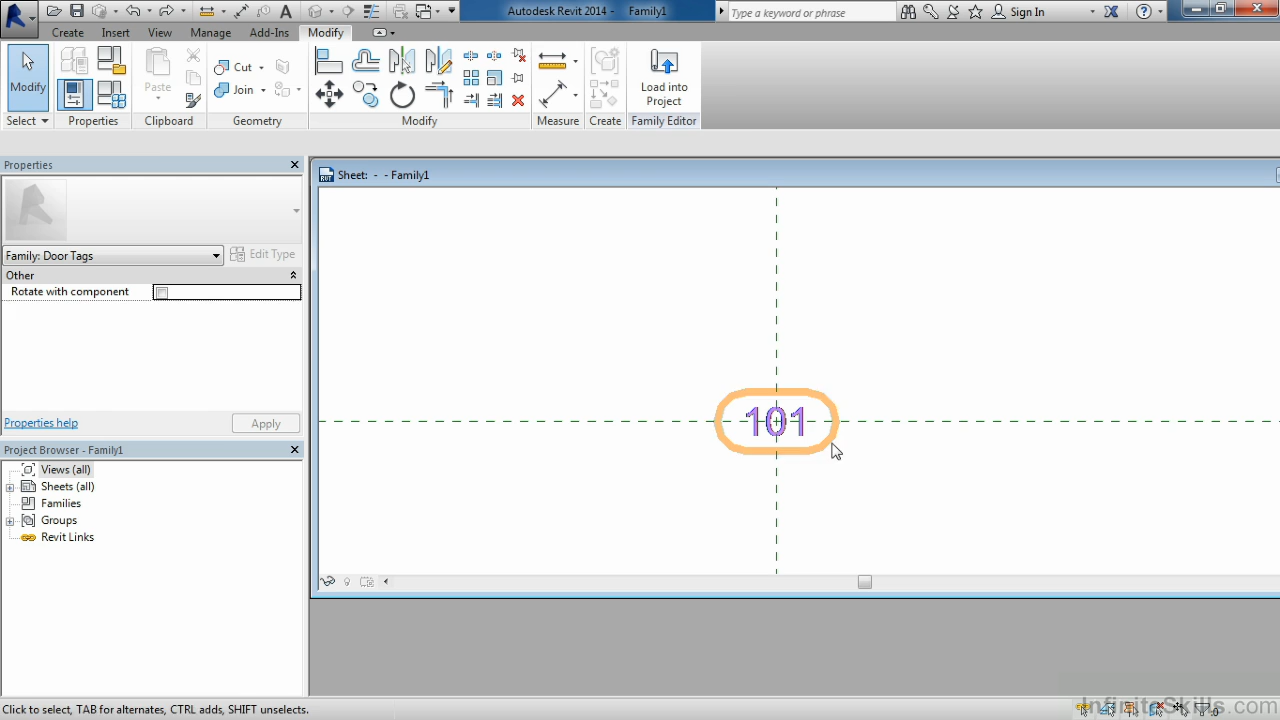 Autodesk Revit 2014 - Family1
Type a keyword or phrase
Sign In
Create Insert View Manage Add-Ins Modify
Modify
Paste
Cut
Join
Load into
Project
Select Properties Clipboard Geometry Modify Measure Create Family Editor
Properties
Sheet: - - Family1
Family: Door Tags
Edit Type
Other
Rotate with component
101
Properties help
Apply
Project Browser - Family1
Views (all)
Sheets (all)
Families
Groups
Revit Links
Click to select, TAB for alternates, CTRL adds, SHIFT unselects.
InfiniteSkills.com